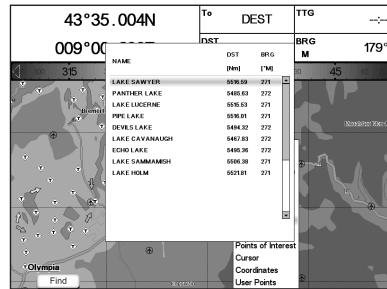 43°35.004N
To
DEST
TTG
--:--
009°00
DST
BRG
M
179°
315
45
NAME
DST
[Nm]
BRG
[°M]
LAKE SAWYER 5516.59 271
PANTHER LAKE 5485.63 272
LAKE LUCERNE 5515.53 271
PIPE LAKE 5516.01 271
DEVILS LAKE 5494.32 272
LAKE CAVANAUGH 5467.83 272
ECHO LAKE 5495.36 272
LAKE SAMMAMISH 5506.38 271
LAKE HOLM 5521.81 271
Points of Interest
Cursor
Coordinates
User Points
Olympia
Find